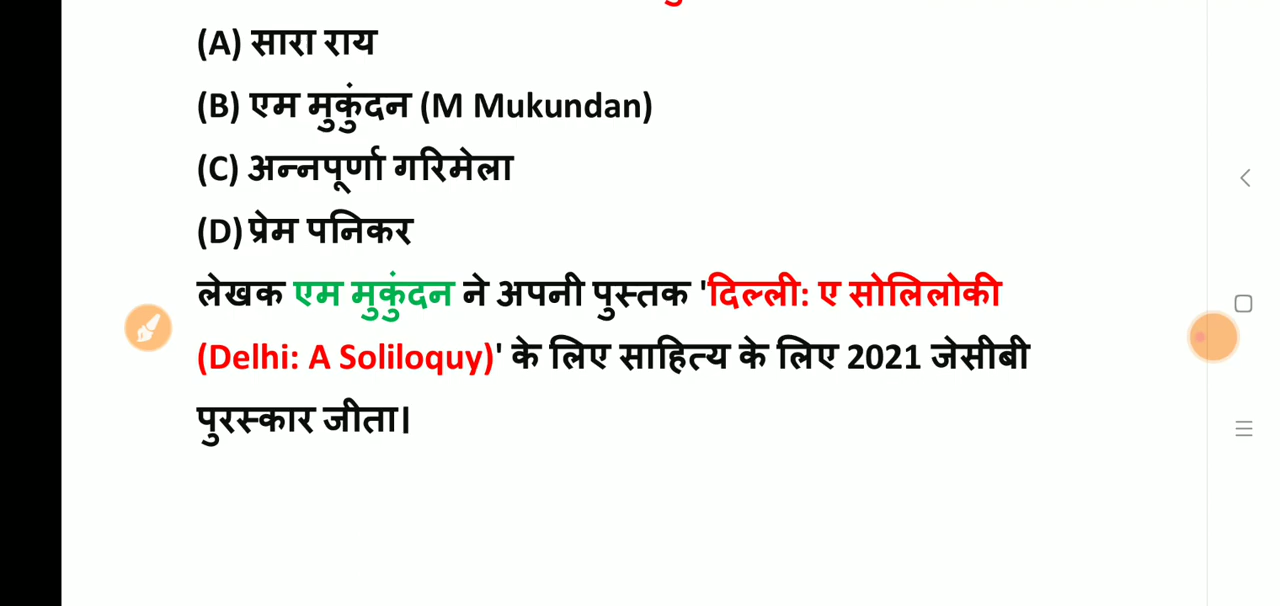 (A) सारा राय
(B) एम मुकुंदन (M Mukundan)
(C) अन्नपूर्णा गरिमेला
(D) प्रेम पनिकर
लेखक एम मुकुंदन ने अपनी पुस्तक 'दिल्ली: ए सोलिलोकी
(Delhi: A Soliloquy)' के लिए साहित्य के लिए 2021 जेसीबी
पुरस्कार जीता।